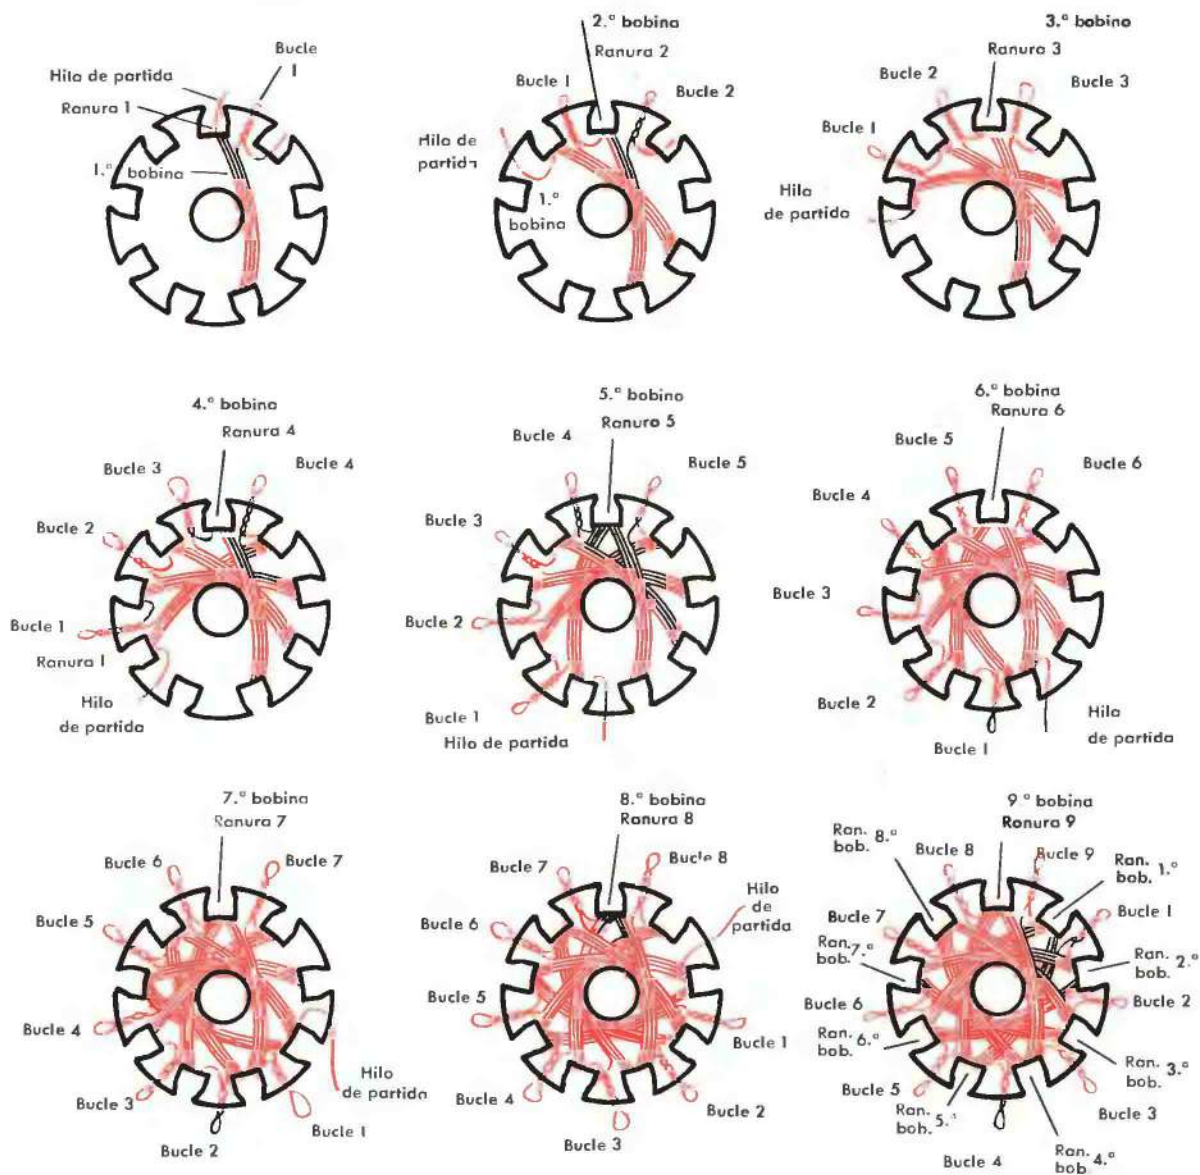 Hilo de partida
Bucle
1
Ranura 1
1.º bobina
2.º bobina
Ranura 2
Bucle 1
Bucle 2
Hilo de
partida
1.º
bobina
3.º bobino
Ranura 3
Bucle 2
Bucle 3
Bucle 1
Hilo
de partida
4.º bobina
Ranura 4
Bucle 3
Bucle 4
Bucle 2
Bucle 1
Ranura 1
Hilo
de partida
5.º bobino
Ranuro 5
Bucle 4
Bucle 5
Bucle 3
Bucle 2
Bucle 1
Hilo de partida
6.º bobina
Ranura 6
Bucle 5
Bucle 6
Bucle 4
Bucle 3
Bucle 2
Bucle 1
Hilo
de partida
7.º bobina
Ranura 7
Bucle 6
Bucle 7
Bucle 5
Bucle 4
Bucle 3
Bucle 2
Bucle 1
Hilo
de partida
8.º bobina
Ranura 8
Bucle 7
Bucle 8
Hilo
de
partida
Bucle 6
Bucle 5
Bucle 4
Bucle 3
Bucle 2
Bucle 1
9.º bobina
Ronura 9
Ran.
bob. 8.º
Bucle 8
Bucle 9
Ran.
bob. 1.º
Bucle 7
Bucle 1
Ran.
bob. 7.º
Ran.
bob. 2.º
Bucle 6
Bucle 2
Ran.
bob. 6.º
Ran.
bob. 3.º
Bucle 5
Ran.
bob. 5.º
Bucle 3
Bucle 4
Ran.
bob. 4.º